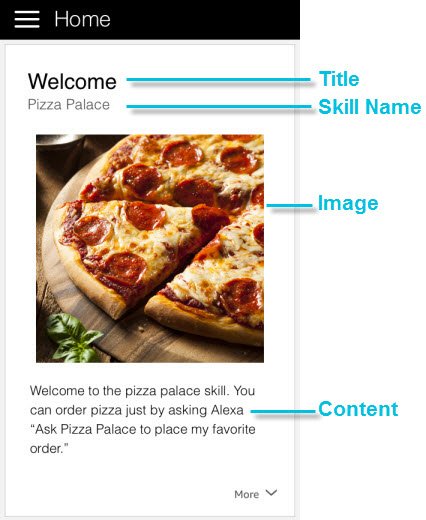 Home
Welcome
Title
Pizza Palace
Skill Name
Image
Welcome to the pizza palace skill. You
can order pizza just by asking Alexa
“Ask Pizza Palace to place my favorite
order.”
Content
More